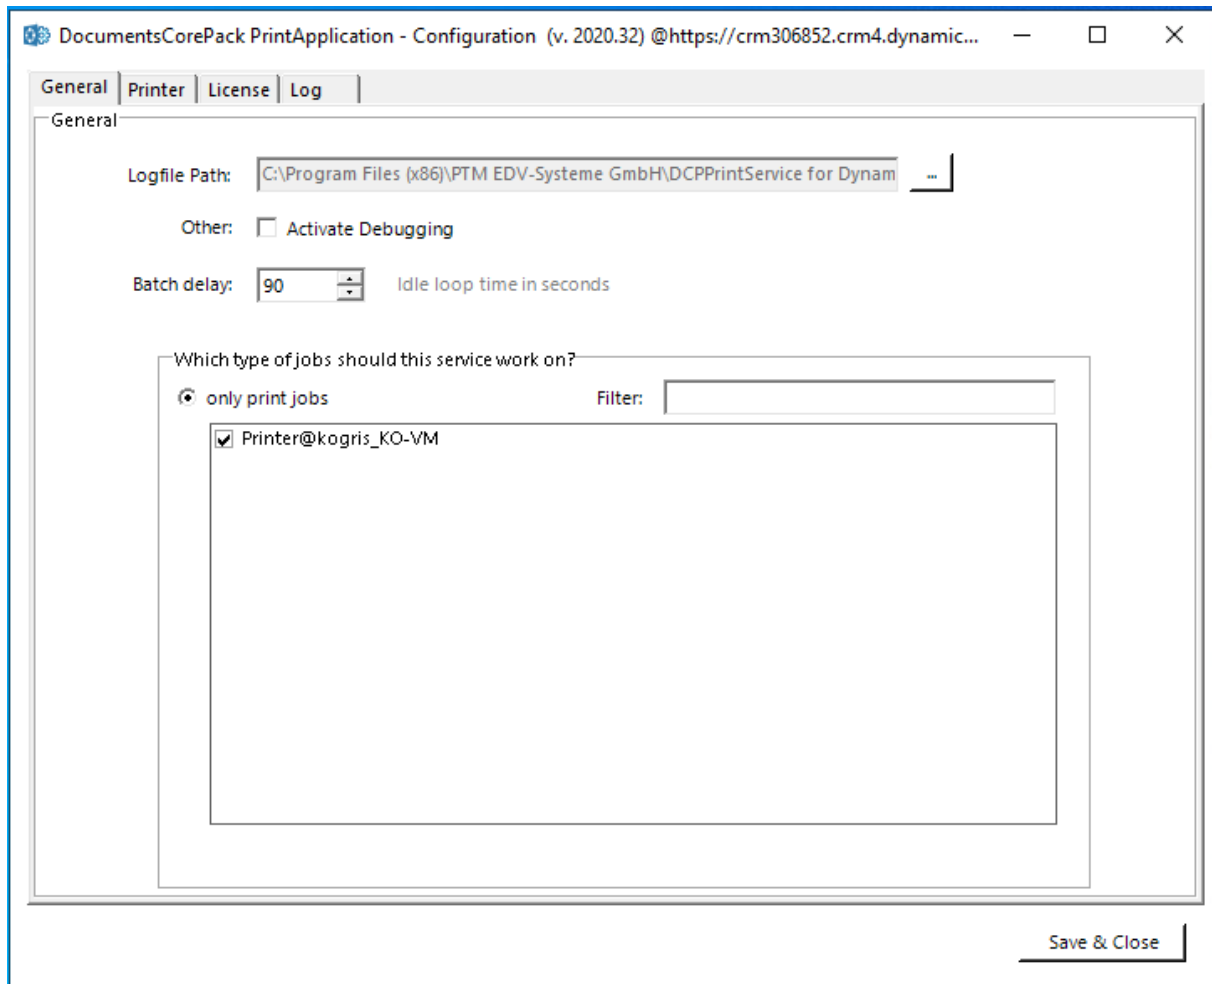 DocumentsCorePack PrintApplication - Configuration (v. 2020.32) @https://crm306852.crm4.dynamic...
General Printer License Log
General
Logfile Path: C:\Program Files (x86)\PTM EDV-Systeme GmbH\DCPPrintService for Dynam ...
Other: Activate Debugging
Batch delay: 90 Idle loop time in seconds
Which type of jobs should this service work on?
only print jobs Filter:
Printer@kogris_KO-VM
Save & Close